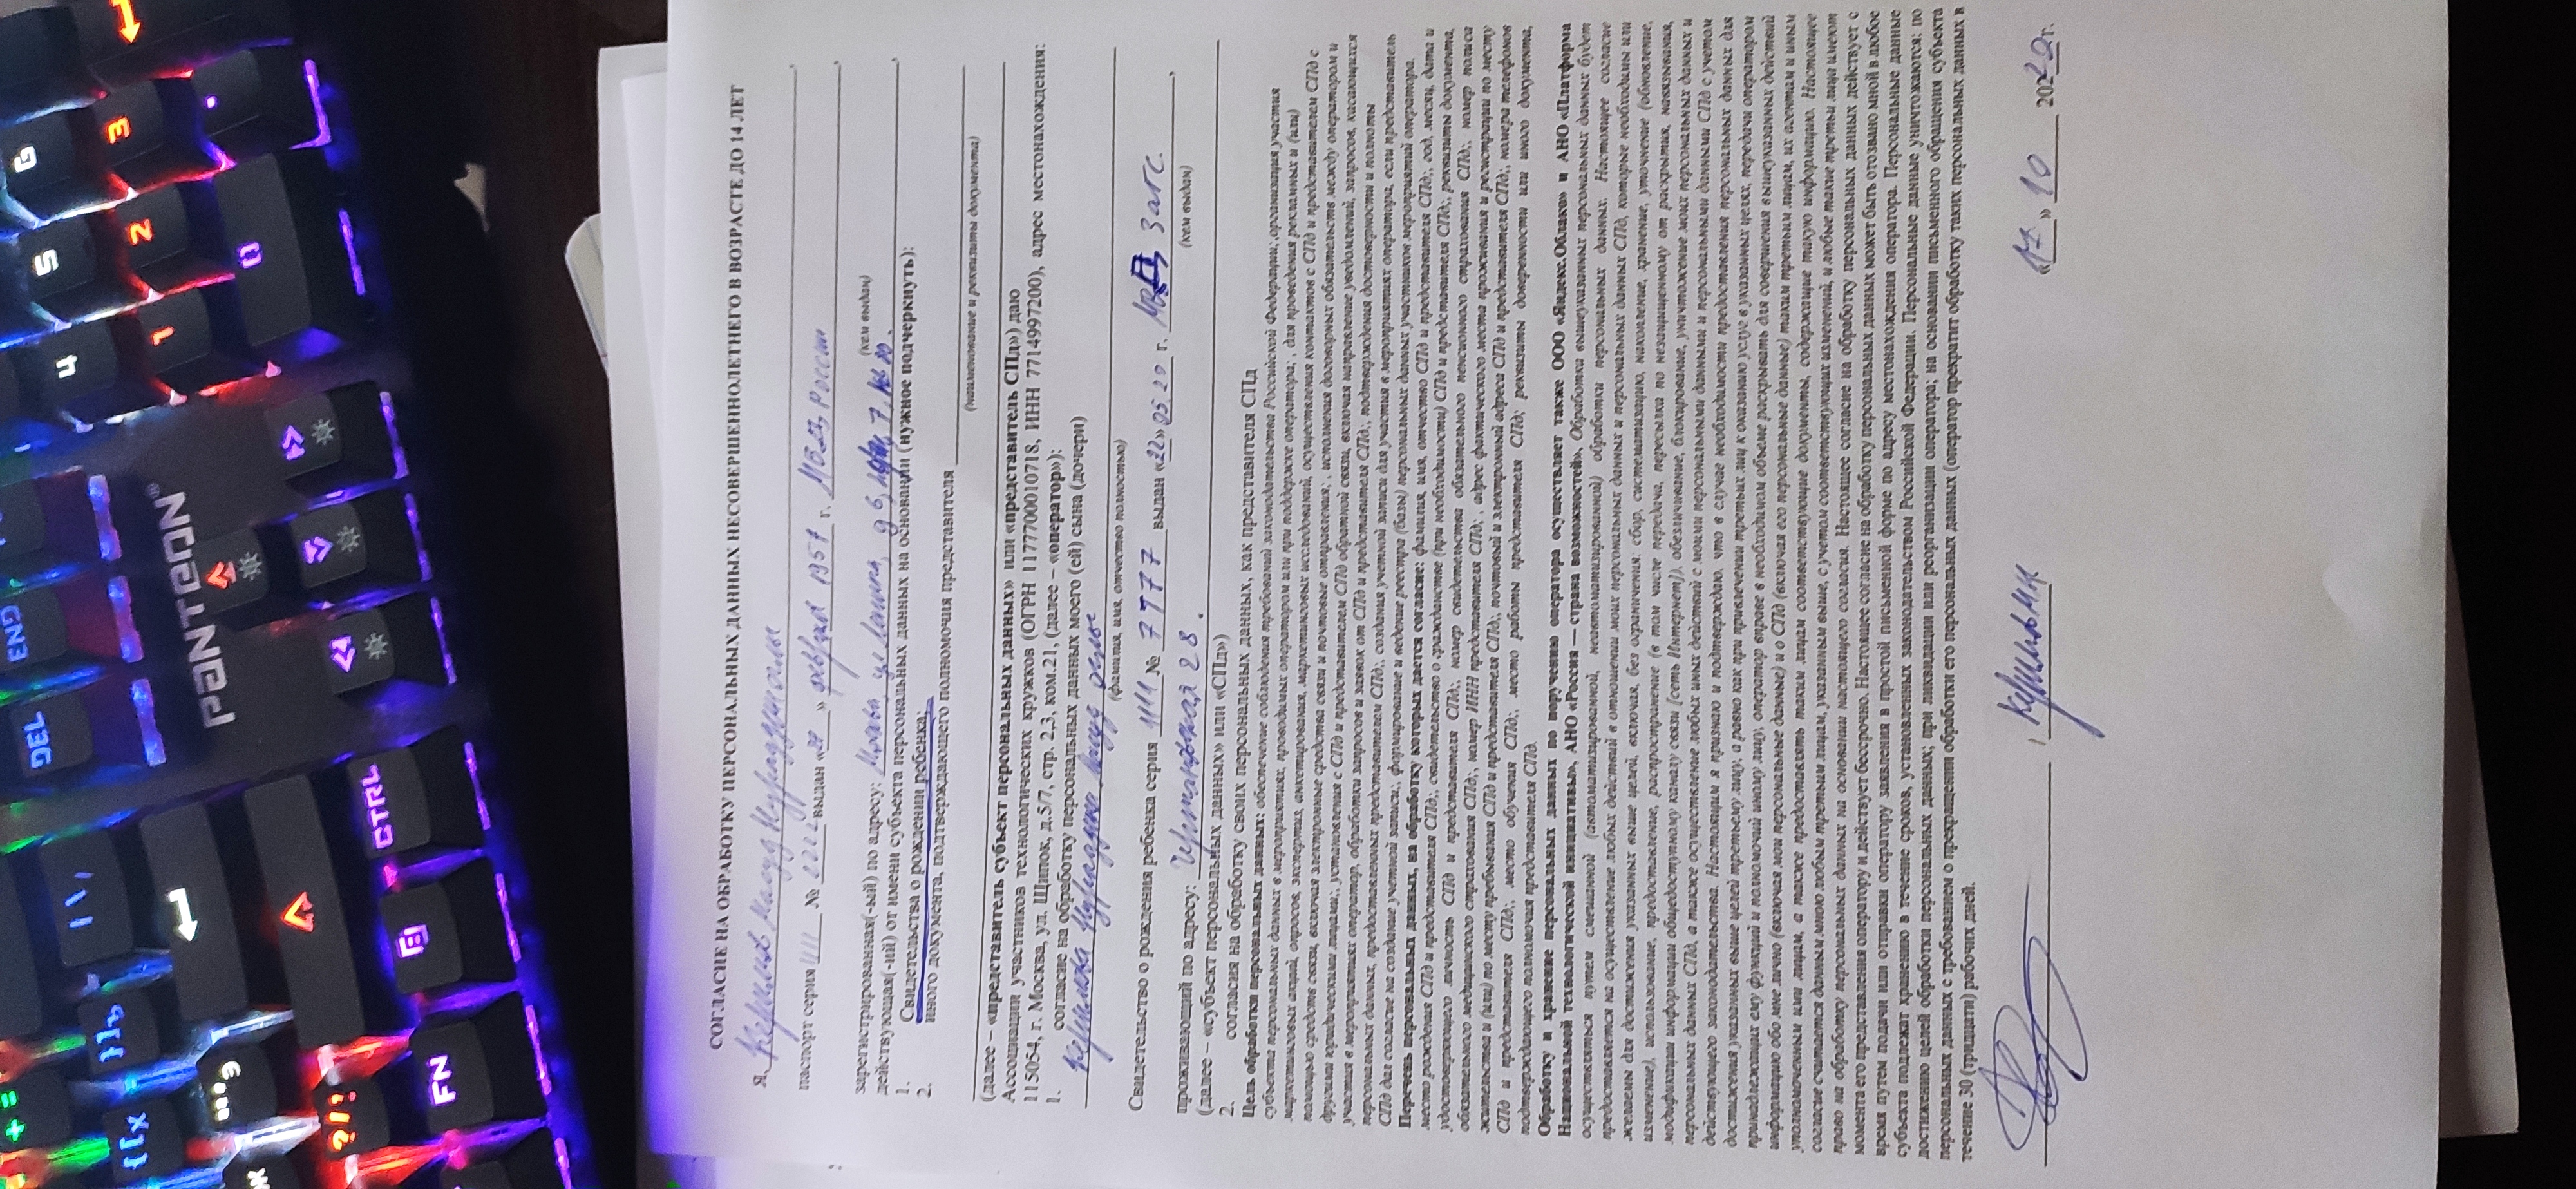 + =
DEL
END
4
5
6
{ [ х
} ] ъ
| \ /
1
2
3
PANTEON®
Ж
"' Э
? / !
FN
CTRL
СОГЛАСИЕ НА ОБРАБОТКУ ПЕРСОНАЛЬНЫХ ДАННЫХ НЕСОВЕРШЕННОЛЕТНЕГО В ВОЗРАСТЕ ДО 14 ЛЕТ
Я, Керимов Масуд Нураддин оглы,
паспорт серия 1111 № 2222 выдан «» февраля 1957 г. МВД России,
(кем выдан)
зарегистрированная(-ый) по адресу: Москва, ул Ленина, д 6, 7, кв 20.,
действующая(-ий) от имени субъекта персональных данных на основании (нужное подчеркнуть):
1. Свидетельства о рождении ребенка;
2. иного документа, подтверждающего полномочия представителя
(наименование и реквизиты документа)
(далее – «представитель субъект персональных данных» или «представитель СПд») даю
Ассоциации участников технологических кружков (ОГРН 1177700010718, ИНН 7714997200), адрес местонахождения:
115054, г. Москва, ул. Щипок, д.5/7, стр. 2,3, ком.21, (далее – «оператор»):
1. согласие на обработку персональных данных моего (ей) сына (дочери)
Керимова Нураддина Масуд оглы
(фамилия, имя, отчество полностью)
Свидетельство о рождения ребенка серия 1111 № 7777 выдан «22» 05.20 г. МВД ЗАГС.,
(кем выдан)
проживающий по адресу: Чертановская 28.
(далее – «субъект персональных данных» или «СПд»)
2. согласия на обработку своих персональных данных, как представителя СПд
Цель обработки персональных данных: обеспечение соблюдения требований законодательства Российской Федерации; ,организация участия
субъекта персональных данных в мероприятиях, проводимых оператором или при поддержке оператора; , для проведения рекламных и (или)
маркетинговых акций, опросов, экспертиз, анкетирования, маркетинговых исследований, осуществления контактов с СПд и представителем СПд с
помощью средств связи, включая электронные средства связи и почтовые отправления; , исполнения договорных обязательств между оператором и
другими юридическими лицами;, установления с СПд и представителем СПд обратной связи, включая направление уведомлений, запросов, касающихся
участия в мероприятиях оператор, обработки запросов и заявок от СПд и представителя СПд;, подтверждения достоверности и полноты
персональных данных, предоставленных представителем СПд;, создания учетной записи для участия в мероприятиях оператора, если представитель
СПд дал согласие на создание учетной записи;, формирование и ведение реестра (базы) персональных данных участников мероприятий оператора.
Перечень персональных данных, на обработку которых дается согласие: фамилия, имя, отчество СПд и представителя СПд;, год, месяц, дата и
место рождения СПд и представителя СПд;, свидетельство о гражданстве (при необходимости) СПд и представителя СПд;, реквизиты документа,
удостоверяющего личность СПд и представителя СПд;, номер свидетельства обязательного пенсионного страхования СПд;, номер полиса
обязательного медицинского страхования СПд;, номер ИНН представителя СПд; , адрес фактического места проживания и регистрации по месту
жительства и (или) по месту пребывания СПд и представителя СПд;, почтовый и электронный адреса СПд и представителя СПд;, номера телефонов
СПд и представителя СПд;, место обучения СПд;, место работы представителя СПд; реквизиты доверенности или иного документа,
подтверждающего полномочия представителя СПд.
Обработку и хранение персональных данных по поручению оператора осуществляет также ООО «Яндекс.Облако» и АНО «Платформа
Национальной технологической инициативы», АНО «Россия — страна возможностей». Обработка вышеуказанных персональных данных будет
осуществляться путем смешанной (автоматизированной, неавтоматизированной) обработки персональных данных. Настоящее согласие
предоставляется на осуществление любых действий в отношении моих персональных данных и персональных данных СПд, которые необходимы или
желаемы для достижения указанных выше целей, включая, без ограничения: сбор, систематизацию, накопление, хранение, уточнение (обновление,
изменение), использование, предоставление, распространение (в том числе передача, пересылка по незащищенному от раскрытия, навязывания,
модификации информации общедоступному каналу связи [сеть Интернет]), обезличивание, блокирование, уничтожение моих персональных данных и
персональных данных СПд, а также осуществление любых иных действий с моими персональными данными и персональными данными СПд с учетом
действующего законодательства. Настоящим я признаю и подтверждаю, что в случае необходимости предоставления персональных данных для
достижения указанных выше целей третьему лицу, а равно как при привлечении третьих лиц к оказанию услуг в указанных целях, передачи оператором
принадлежащих ему функций и полномочий иному лицу, оператор вправе в необходимом объеме раскрывать для совершения вышеуказанных действий
информацию обо мне лично (включая мои персональные данные) и о СПд (включая его персональные данные) таким третьим лицам, их агентам и иным
уполномоченным ими лицам, а также предоставлять таким лицам соответствующие документы, содержащие такую информацию. Настоящее
согласие считается данным мною любым третьим лицам, указанным выше, с учетом соответствующих изменений, и любые такие третьи лица имеют
право на обработку персональных данных на основании настоящего согласия. Настоящее согласие на обработку персональных данных действует с
момента его представления оператору и действует бессрочно. Настоящее согласие на обработку персональных данных может быть отозвано мной в любое
время путем подачи или отправки оператору заявления в простой письменной форме по адресу местонахождения оператора. Персональные данные
субъекта подлежат хранению в течение сроков, установленных законодательством Российской Федерации. Персональные данные уничтожаются: по
достижению целей обработки персональных данных; при ликвидации или реорганизации оператора; на основании письменного обращения субъекта
персональных данных с требованием о прекращении обработки его персональных данных (оператор прекратит обработку таких персональных данных в
течение 30 (тридцати) рабочих дней.
Керимов М.Н. «17» 10 2022 г.